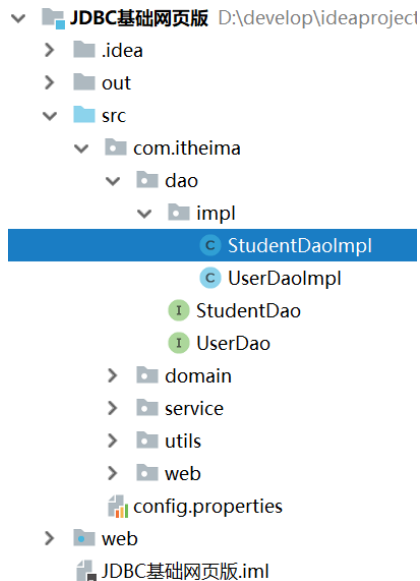 JDBC基础网页版 D:\develop\ideaproject
.idea
out
src
com.itheima
dao
impl
C StudentDaoImpl
C UserDaoImpl
I StudentDao
I UserDao
domain
service
utils
web
config.properties
web
JDBC基础网页版.iml